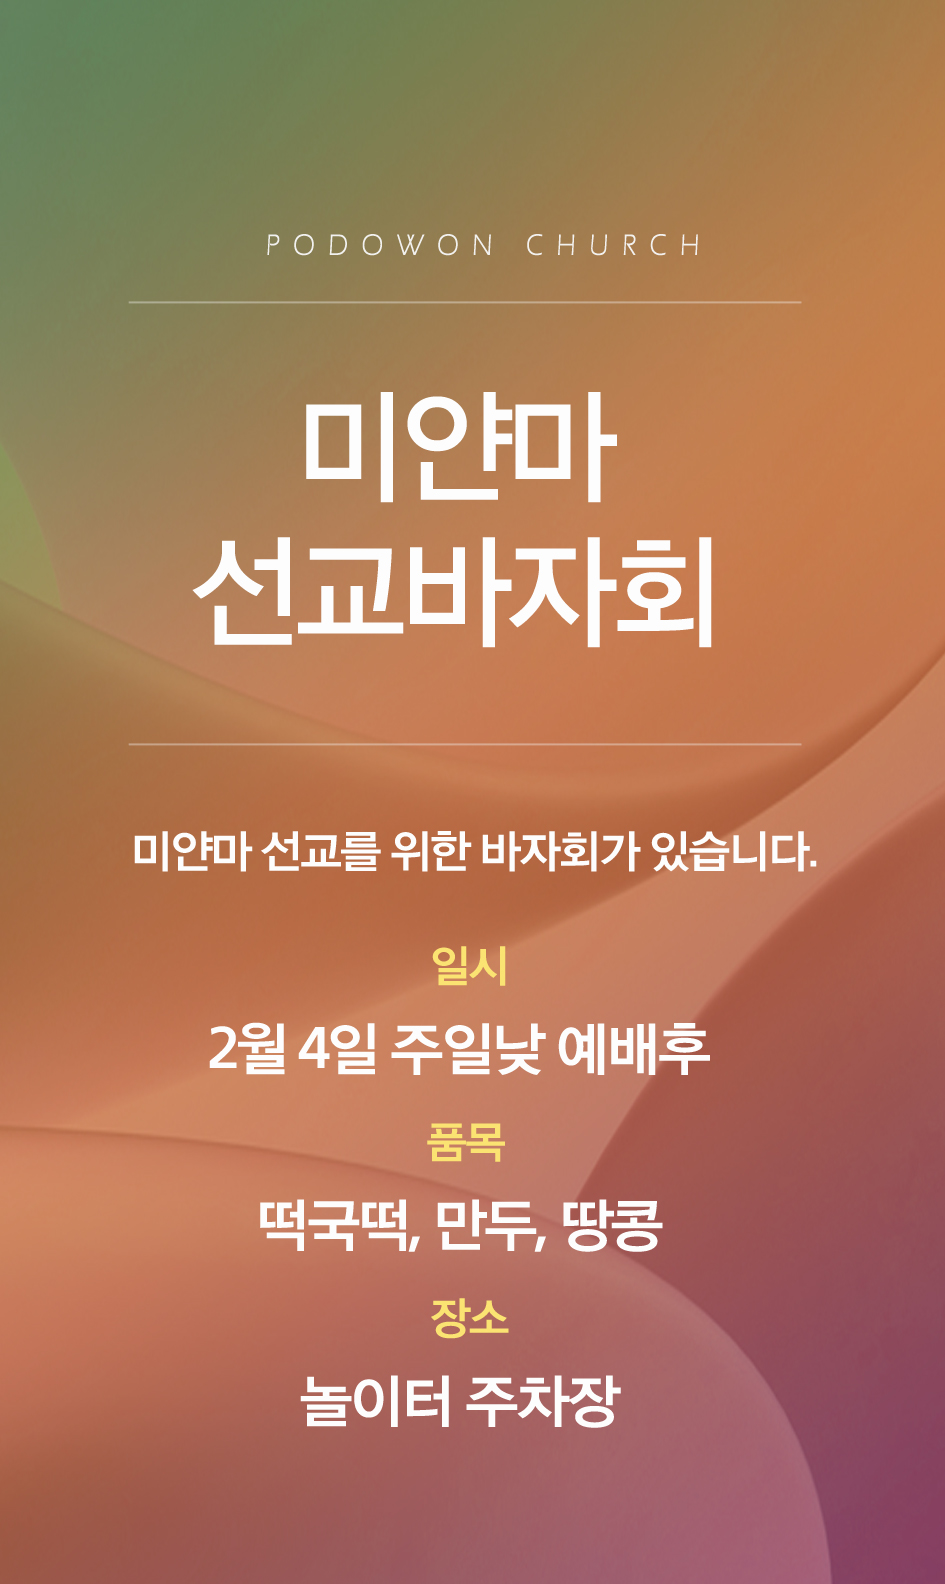 PODOWON CHURCH
미얀마
선교바자회
미얀마 선교를 위한 바자회가 있습니다.
일시
2월 4일 주일낮 예배후
품목
떡국떡, 만두, 땅콩
장소
놀이터 주차장